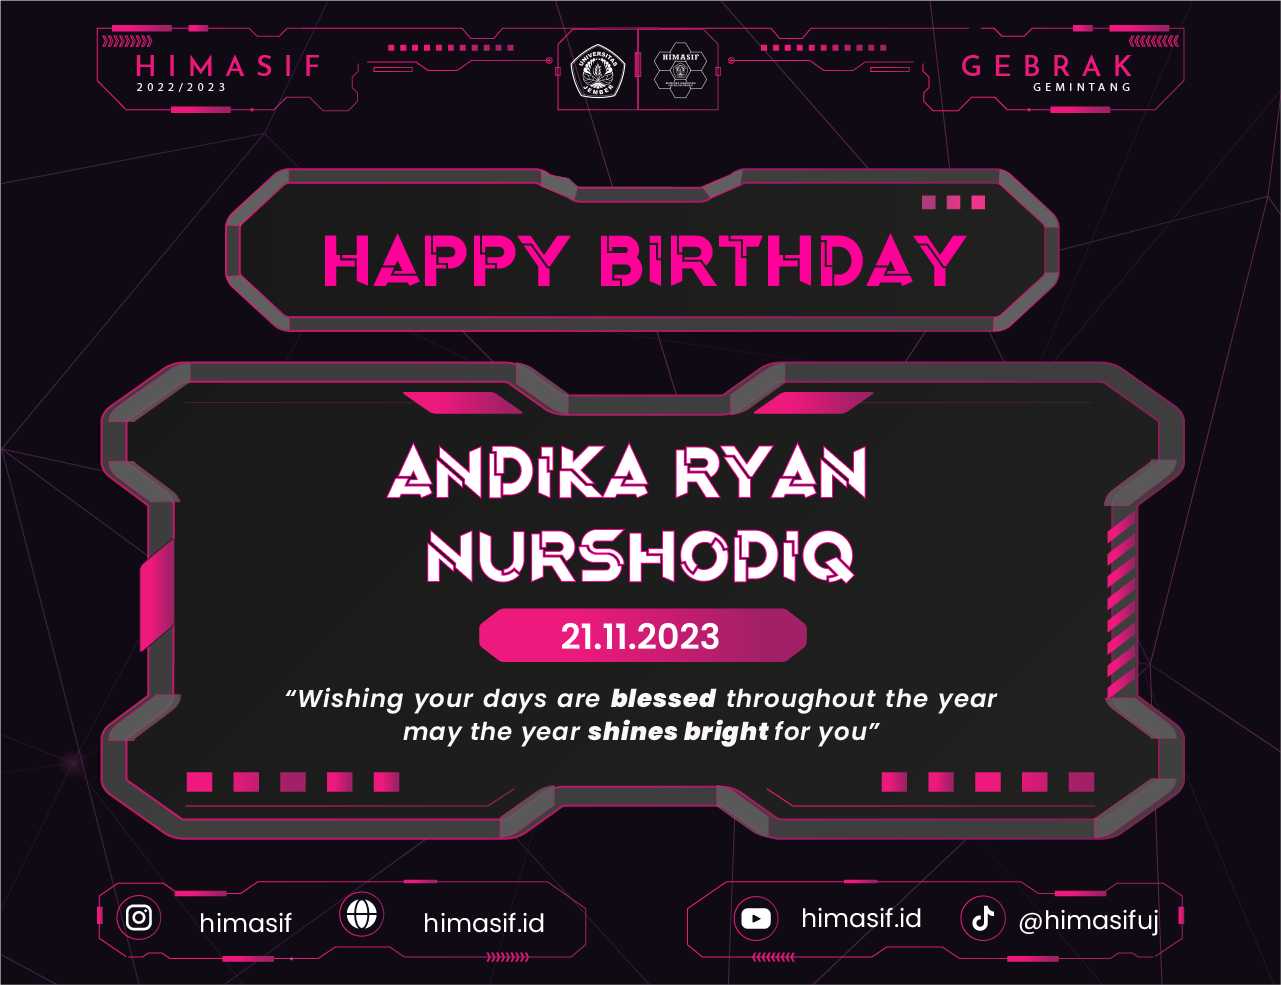 HIMASIF
2022/2023
UNIVERSITAS
JEMBER
HIMASIF
GEBRAK
GEMINTANG
HAPPY BIRTHDAY
ANDIKA RYAN
NURSHODIQ
21.11.2023
“Wishing your days are blessed throughout the year
may the year shines bright for you”
himasif
himasif.id
himasif.id
@himasifuj